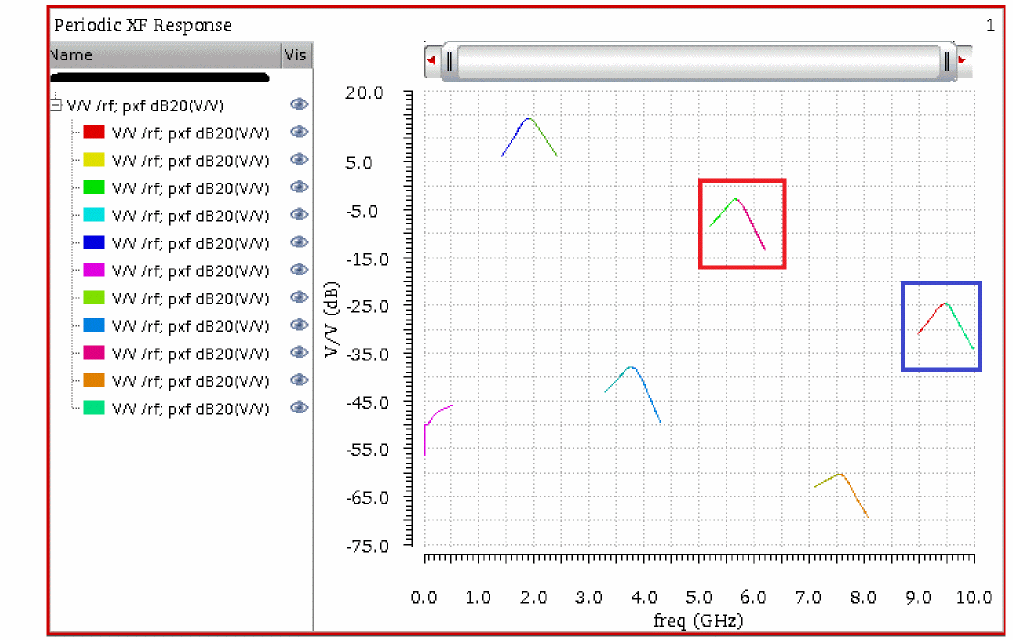 Periodic XF Response 1
Name Vis
V/V /rf; pxf dB20(V/V)
V/V /rf; pxf dB20(V/V)
V/V /rf; pxf dB20(V/V)
V/V /rf; pxf dB20(V/V)
V/V /rf; pxf dB20(V/V)
V/V /rf; pxf dB20(V/V)
V/V /rf; pxf dB20(V/V)
V/V /rf; pxf dB20(V/V)
V/V /rf; pxf dB20(V/V)
V/V /rf; pxf dB20(V/V)
V/V /rf; pxf dB20(V/V)
V/V /rf; pxf dB20(V/V)
V/V (dB)
20.0
5.0
-5.0
-15.0
-25.0
-35.0
-45.0
-55.0
-65.0
-75.0
0.0 1.0 2.0 3.0 4.0 5.0 6.0 7.0 8.0 9.0 10.0
freq (GHz)